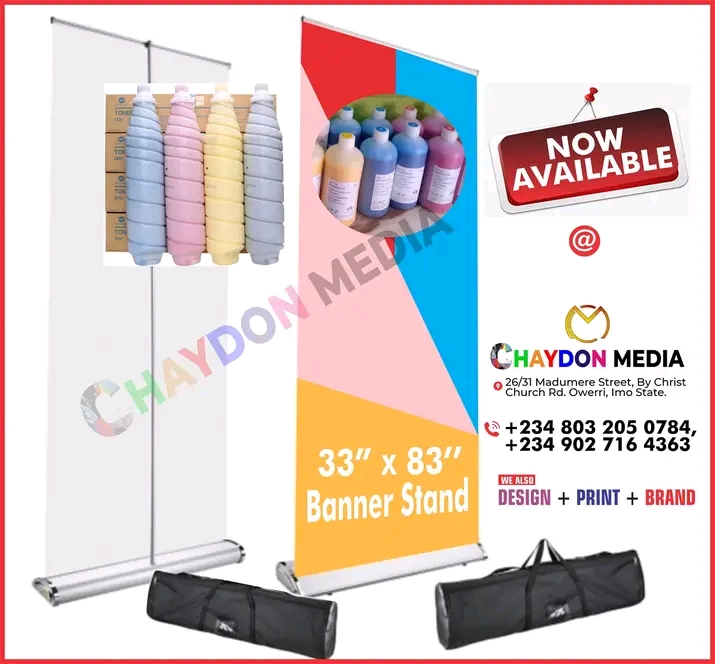 NOW
AVAILABLE
@
CHAYDON MEDIA
CHAYDON MEDIA
26/31 Madumere Street, By Christ
Church Rd. Owerri, Imo State.
+234 803 205 0784,
+234 902 716 4363
WE ALSO
DESIGN + PRINT + BRAND
33” x 83’’
Banner Stand